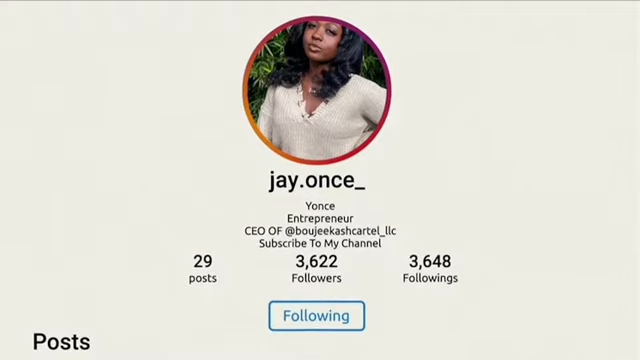 jay.once_
Yonce
Entrepreneur
CEO OF @boujeekashcartel_llc
Subscribe To My Channel
29 3,622 3,648
posts Followers Followings
Following
Posts